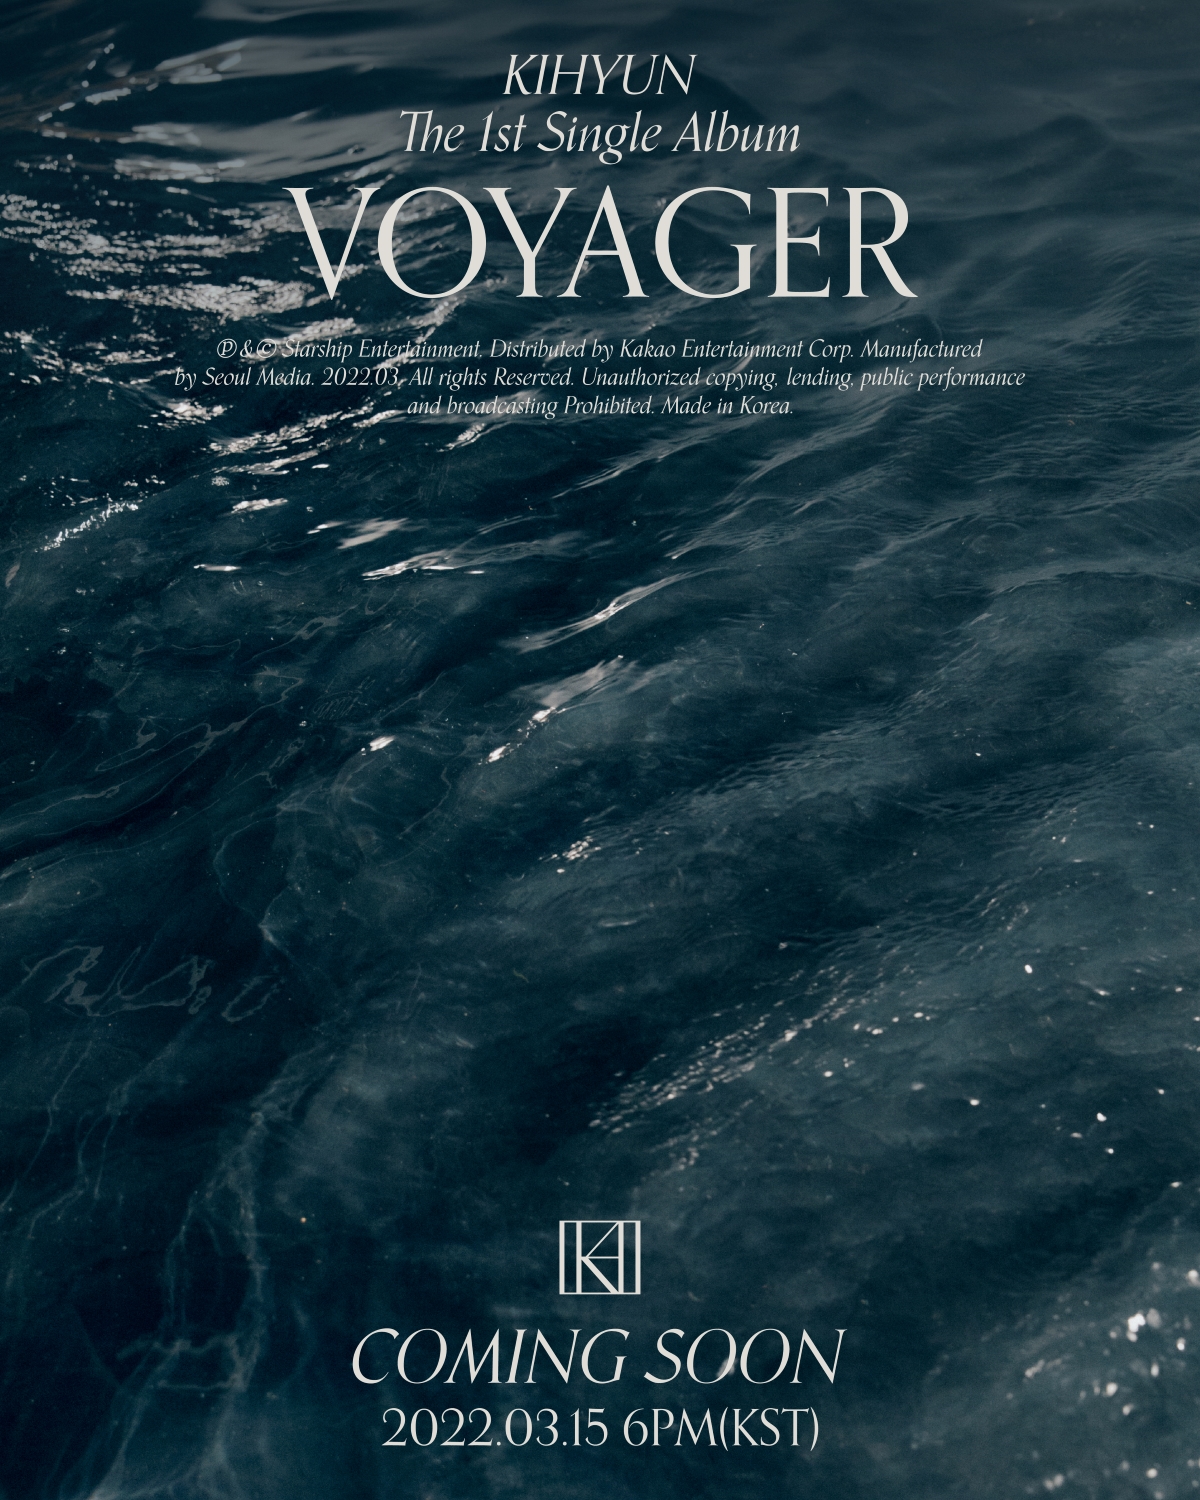 KIHYUN
The 1st Single Album
VOYAGER
Ⓟ & © Starship Entertainment. Distributed by Kakao Entertainment Corp. Manufactured
by Seoul Media. 2022.03. All rights Reserved. Unauthorized copying, lending, public performance
and broadcasting Prohibited. Made in Korea.
COMING SOON
2022.03.15 6PM(KST)